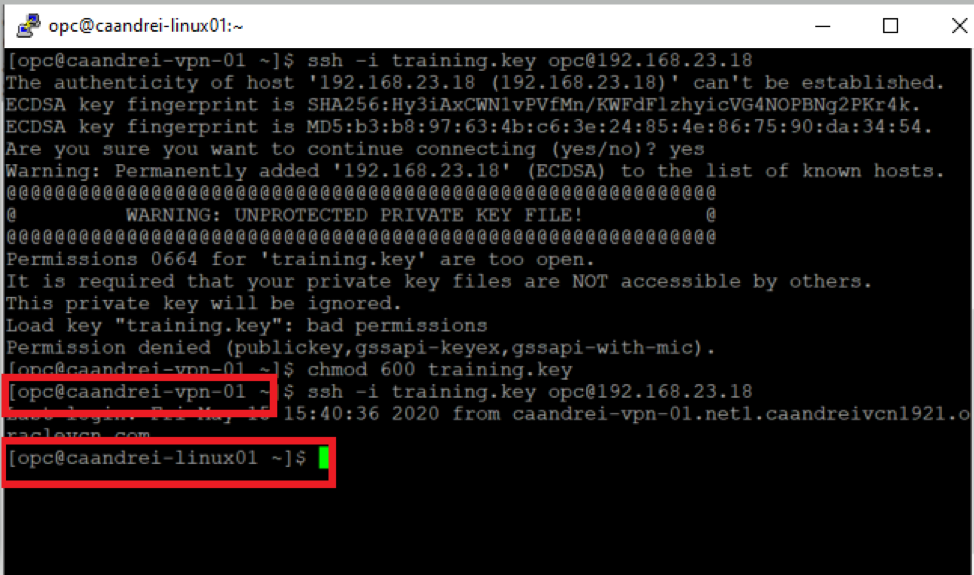 opc@caandrei-linux01:~
[opc@caandrei-vpn-01 ~]$ ssh -i training.key opc@192.168.23.18
The authenticity of host '192.168.23.18 (192.168.23.18)' can't be established.
ECDSA key fingerprint is SHA256:Hy3iAxCWN1vPVfMn/KWFdFlzhyicVG4NOPBNg2PKr4k.
ECDSA key fingerprint is MD5:b3:b8:97:63:4b:c6:3e:24:85:4e:86:75:90:da:34:54.
Are you sure you want to continue connecting (yes/no)? yes
Warning: Permanently added '192.168.23.18' (ECDSA) to the list of known hosts.
@@@@@@@@@@@@@@@@@@@@@@@@@@@@@@@@@@@@@@@@@@@@@@@@@@@@@@@@@@@
@         WARNING: UNPROTECTED PRIVATE KEY FILE!          @
@@@@@@@@@@@@@@@@@@@@@@@@@@@@@@@@@@@@@@@@@@@@@@@@@@@@@@@@@@@
Permissions 0664 for 'training.key' are too open.
It is required that your private key files are NOT accessible by others.
This private key will be ignored.
Load key "training.key": bad permissions
Permission denied (publickey,gssapi-keyex,gssapi-with-mic).
[opc@caandrei-vpn-01 ~]$ chmod 600 training.key
[opc@caandrei-vpn-01 ~]$ ssh -i training.key opc@192.168.23.18
Last login: Fri May 15 15:40:36 2020 from caandrei-vpn-01.net1.caandreivcn1921.o
raclevcn.com
[opc@caandrei-linux01 ~]$